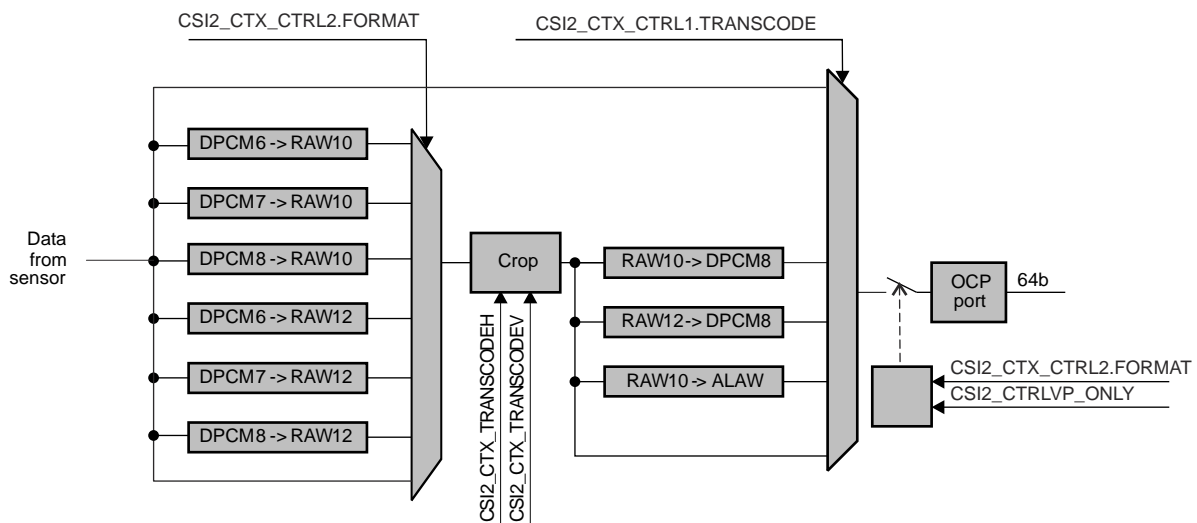 CSI2_CTX_CTRL2.FORMAT
CSI2_CTX_CTRL1.TRANSCODE
DPCM6 -> RAW10
DPCM7 -> RAW10
Data
from
sensor
DPCM8 -> RAW10
DPCM6 -> RAW12
DPCM7 -> RAW12
DPCM8 -> RAW12
Crop
CSI2_CTX_TRANSCODEH
CSI2_CTX_TRANSCODEV
RAW10-> DPCM8
RAW12-> DPCM8
RAW10-> ALAW
OCP
port
64b
CSI2_CTX_CTRL2.FORMAT
CSI2_CTRLVP_ONLY